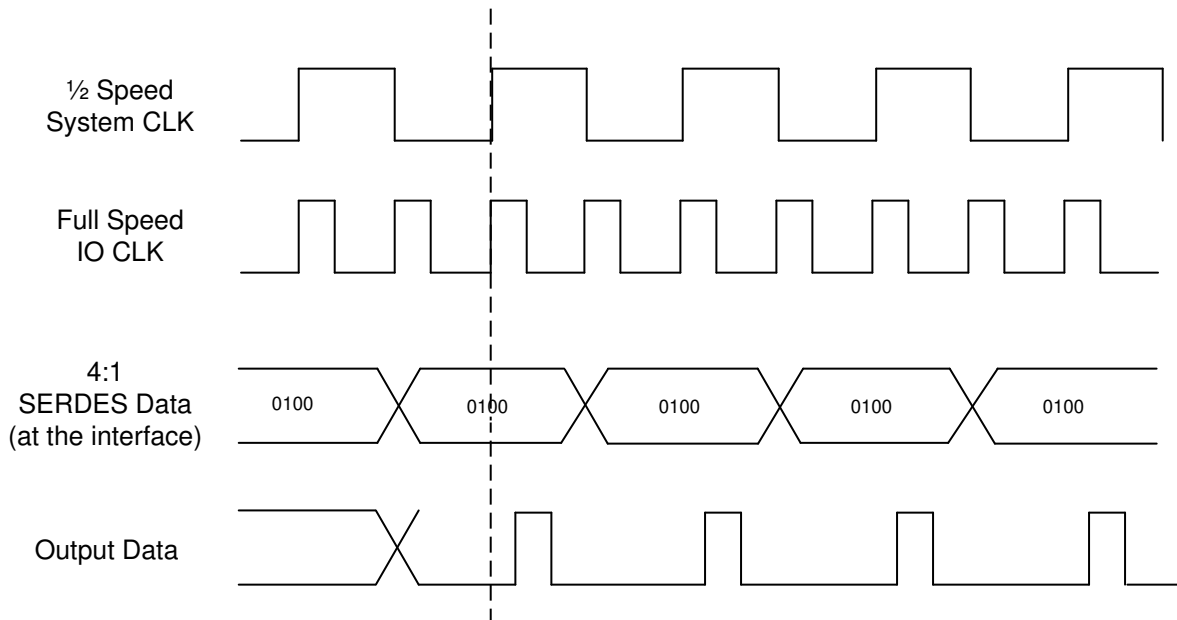 ½ Speed
System CLK
Full Speed
IO CLK
4:1
SERDES Data
(at the interface)
0100
0100
0100
0100
0100
Output Data